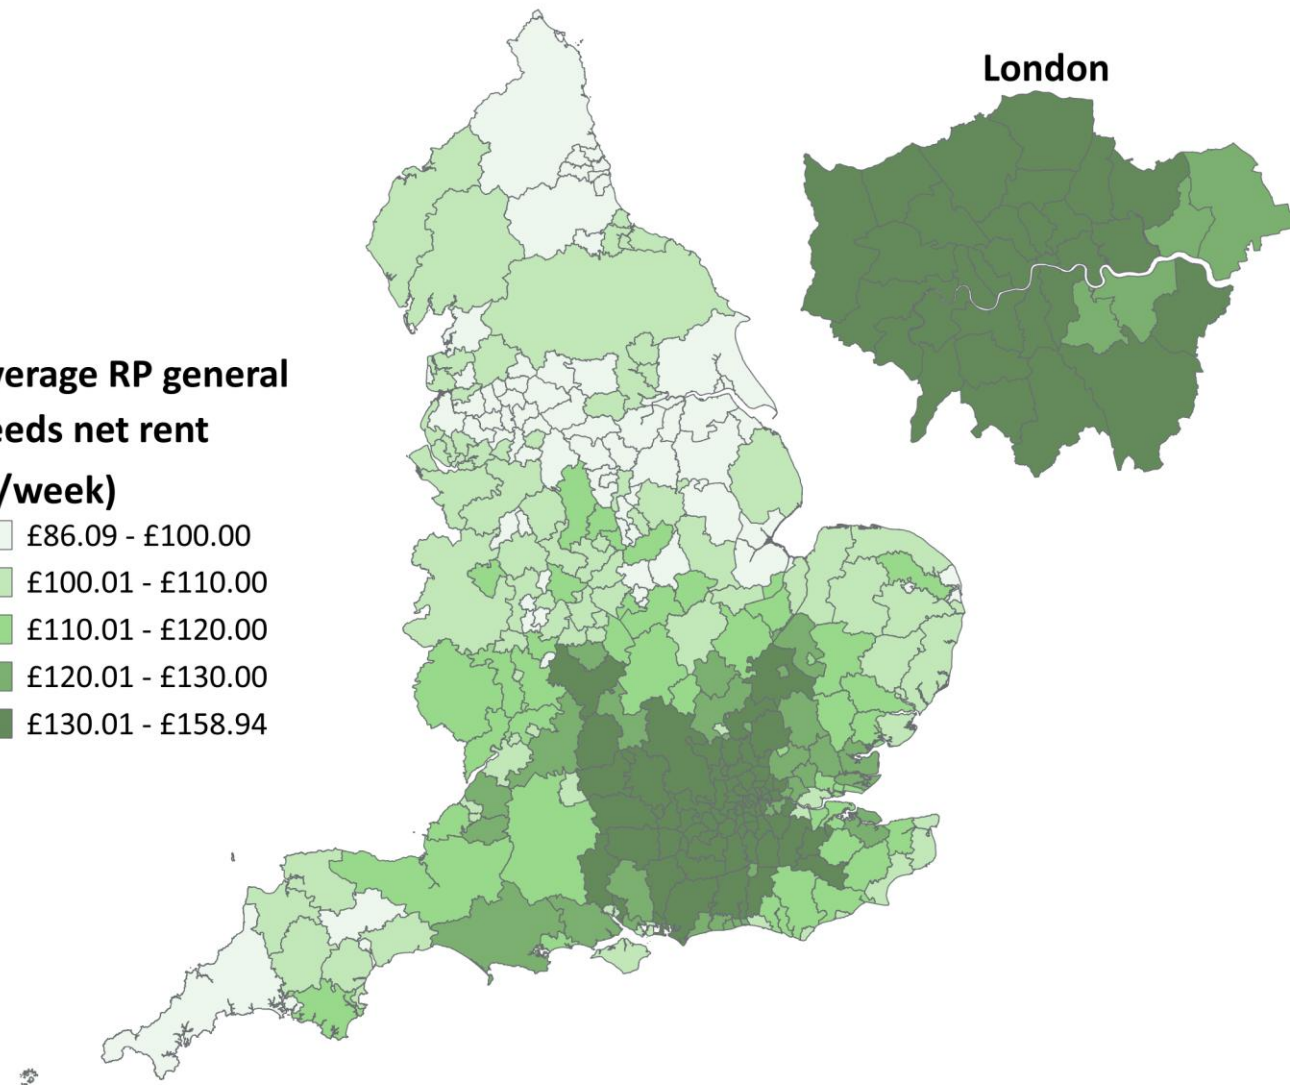 London
verage RP general
eeds net rent
/week)
£86.09 - £100.00
£100.01 - £110.00
£110.01 - £120.00
£120.01 - £130.00
£130.01 - £158.94